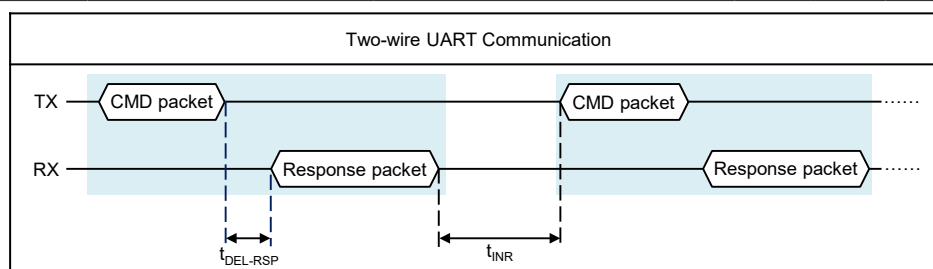 Two-wire UART Communication
TX CMD packet CMD packet ......
RX Response packet Response packet ......
tDEL-RSP tINR